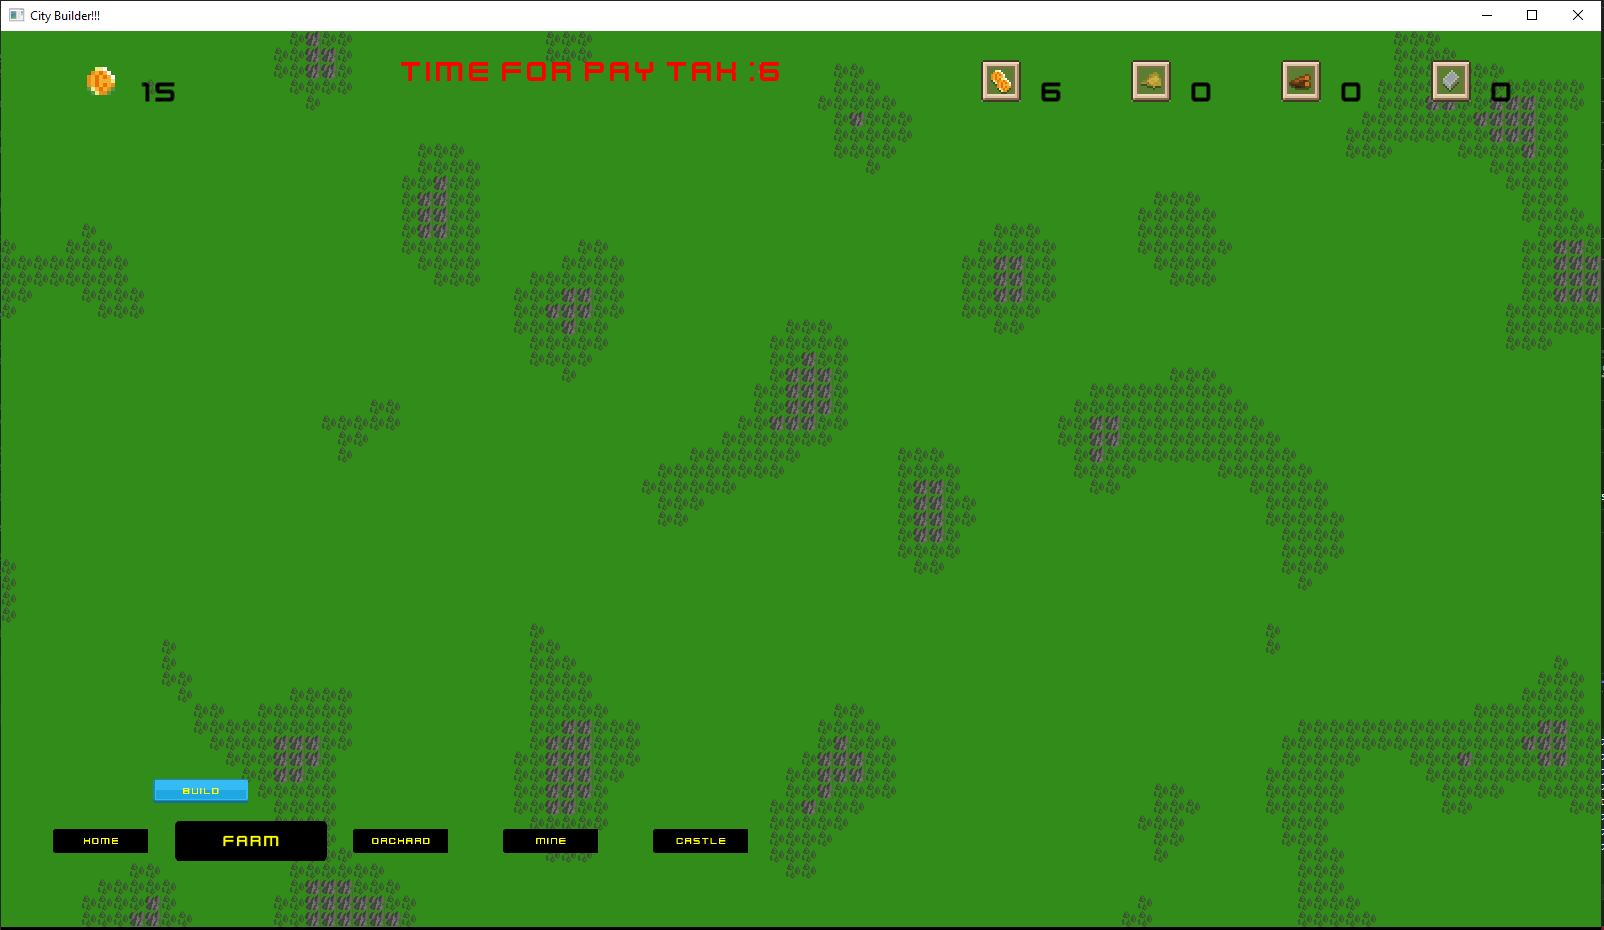 City Builder!!!
15
TIME FOR PAY TAX :6
6
0
0
0
BUILD
HOME
FARM
ORCHARD
MINE
CASTLE